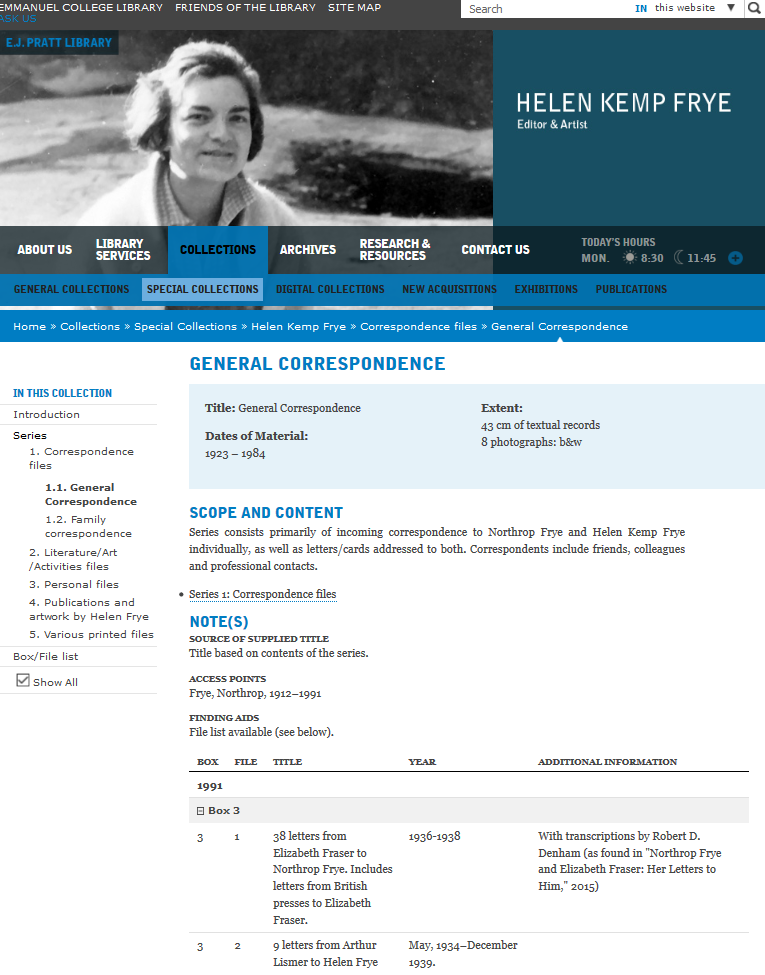 EMMANUEL COLLEGE LIBRARY FRIENDS OF THE LIBRARY SITE MAP
ASK US
Search IN this website
E.J. PRATT LIBRARY
HELEN KEMP FRYE
Editor & Artist
ABOUT US LIBRARY SERVICES COLLECTIONS ARCHIVES RESEARCH & RESOURCES CONTACT US
TODAY'S HOURS
MON. 8:30 11:45
GENERAL COLLECTIONS SPECIAL COLLECTIONS DIGITAL COLLECTIONS NEW ACQUISITIONS EXHIBITIONS PUBLICATIONS
Home » Collections » Special Collections » Helen Kemp Frye » Correspondence files » General Correspondence
IN THIS COLLECTION
Introduction
Series
1. Correspondence
files
1.1. General
Correspondence
1.2. Family
correspondence
2. Literature/Art
/Activities files
3. Personal files
4. Publications and
artwork by Helen Frye
5. Various printed files
Box/File list
Show All
GENERAL CORRESPONDENCE
Title: General Correspondence
Dates of Material:
1923 – 1984
Extent:
43 cm of textual records
8 photographs: b&w
SCOPE AND CONTENT
Series consists primarily of incoming correspondence to Northrop Frye and Helen Kemp Frye
individually, as well as letters/cards addressed to both. Correspondents include friends, colleagues
and professional contacts.
• Series 1: Correspondence files
NOTE(S)
SOURCE OF SUPPLIED TITLE
Title based on contents of the series.
ACCESS POINTS
Frye, Northrop, 1912–1991
FINDING AIDS
File list available (see below).
BOX FILE TITLE YEAR ADDITIONAL INFORMATION
1991
Box 3
3 1 38 letters from 1936-1938 With transcriptions by Robert D.
Elizabeth Fraser to Denham (as found in "Northrop Frye
Northrop Frye. Includes and Elizabeth Fraser: Her Letters to
letters from British Him," 2015)
presses to Elizabeth
Fraser.
3 2 9 letters from Arthur May, 1934–December
Lismer to Helen Frye 1939.